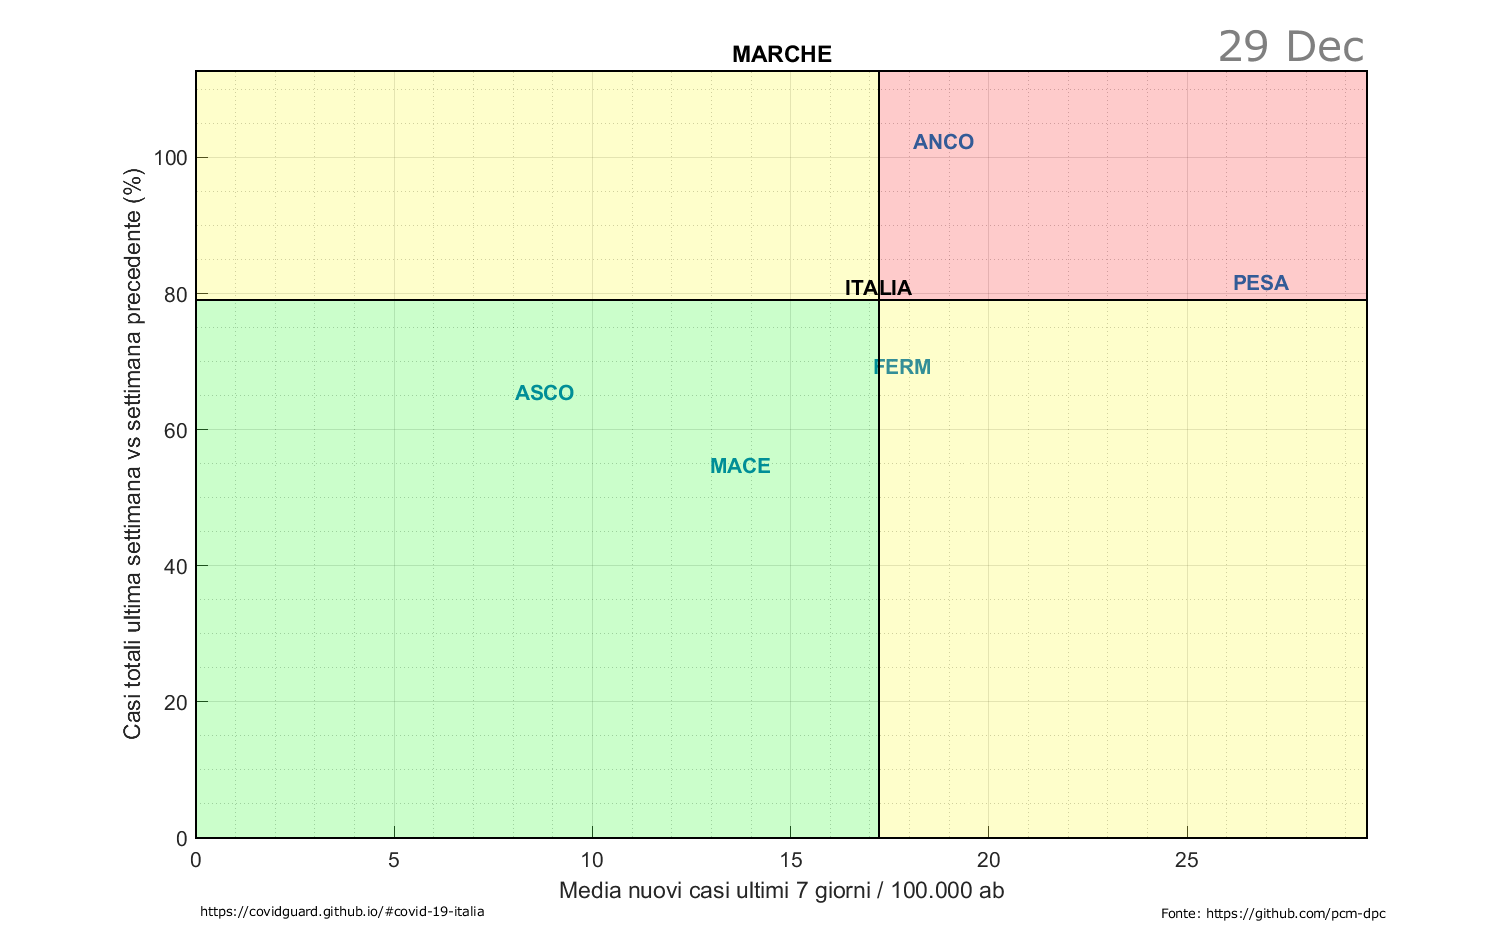 MARCHE
29 Dec
Casi totali ultima settimana vs settimana precedente (%)
100
80
60
40
20
0
ANCO
PESA
ITALIA
FERM
ASCO
MACE
0 5 10 15 20 25
Media nuovi casi ultimi 7 giorni / 100.000 ab
https://covidguard.github.io/#covid-19-italia
Fonte: https://github.com/pcm-dpc